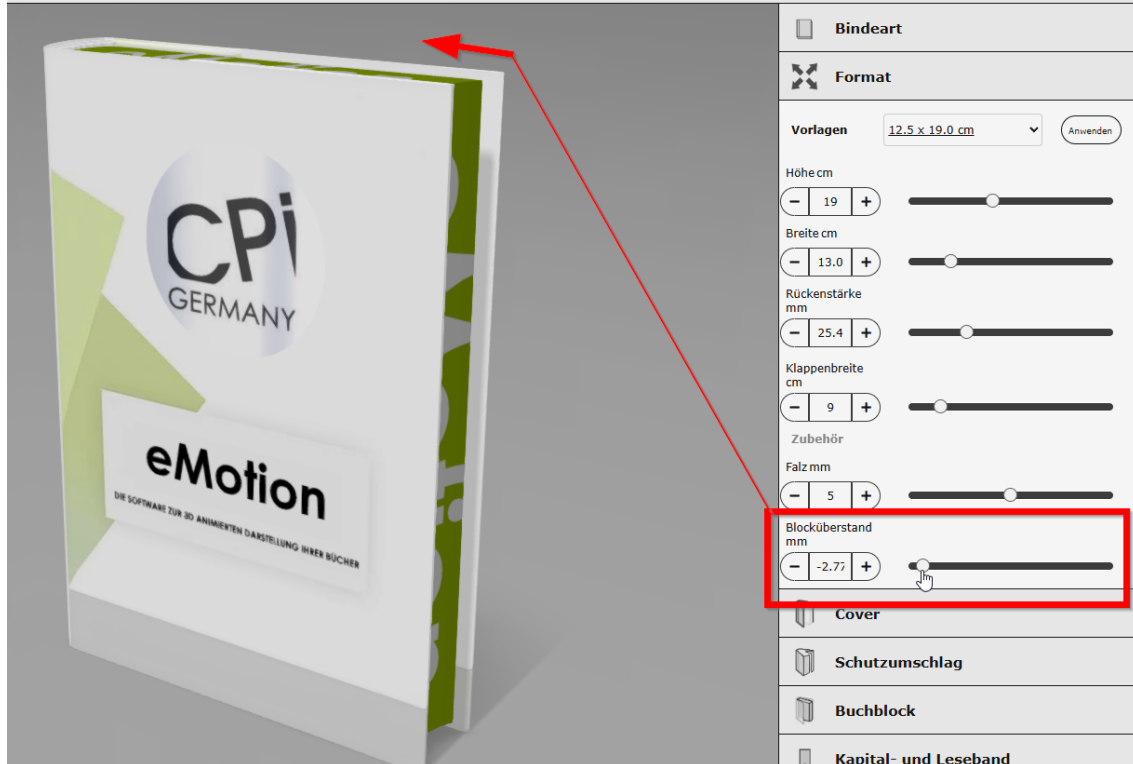 CPi
GERMANY
eMotion
DIE SOFTWARE ZUR 3D ANIMIERTEN DARSTELLUNG IHRER BÜCHER
Bindeart
Format
Vorlagen 12.5 x 19.0 cm Anwenden
Höhe cm
− 19 +
Breite cm
− 13.0 +
Rückenstärke
mm
− 25.4 +
Klappenbreite
cm
− 9 +
Zubehör
Falz mm
− 5 +
Blocküberstand
mm
− -2.77 +
Cover
Schutzumschlag
Buchblock
Kapital- und Leseband